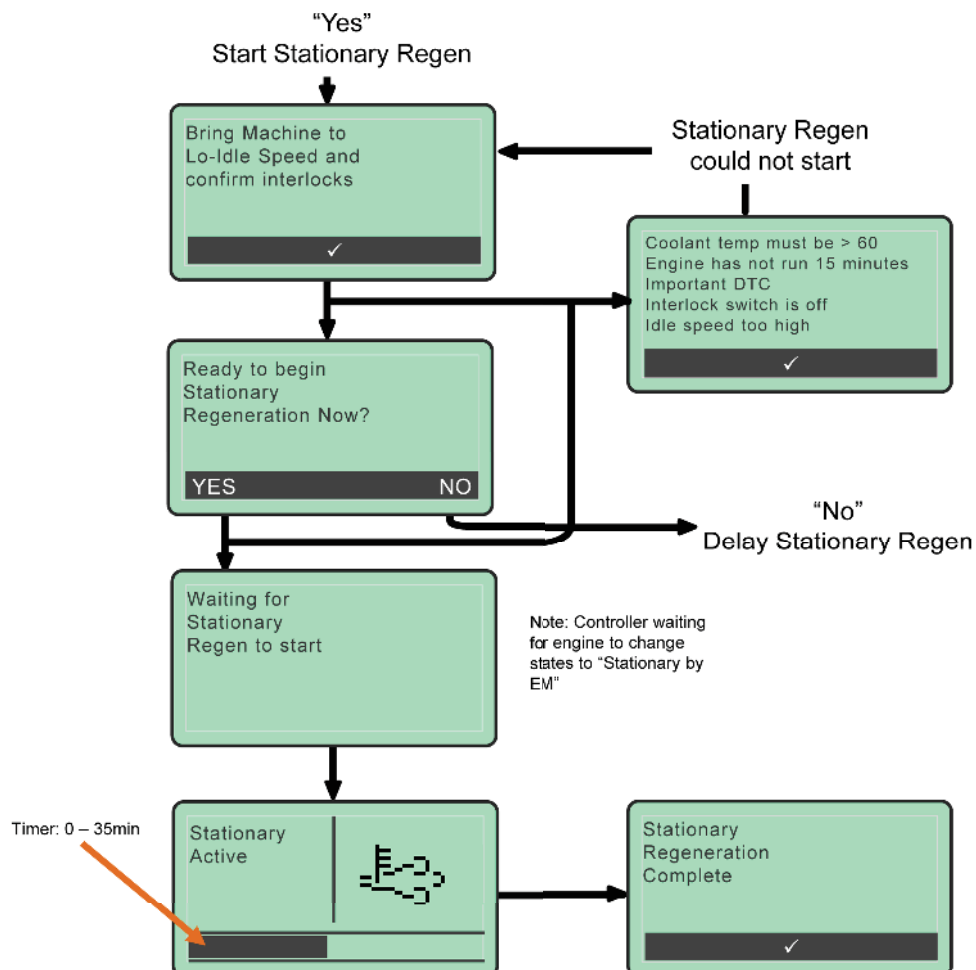 “Yes”
Start Stationary Regen
Bring Machine to
Lo-Idle Speed and
confirm interlocks
✓
Stationary Regen
could not start
Coolant temp must be > 60
Engine has not run 15 minutes
Important DTC
Interlock switch is off
Idle speed too high
✓
Ready to begin
Stationary
Regeneration Now?
YES NO
“No”
Delay Stationary Regen
Waiting for
Stationary
Regen to start
Note: Controller waiting
for engine to change
states to “Stationary by
EM”
Timer: 0 – 35min
Stationary
Active
Stationary
Regeneration
Complete
✓